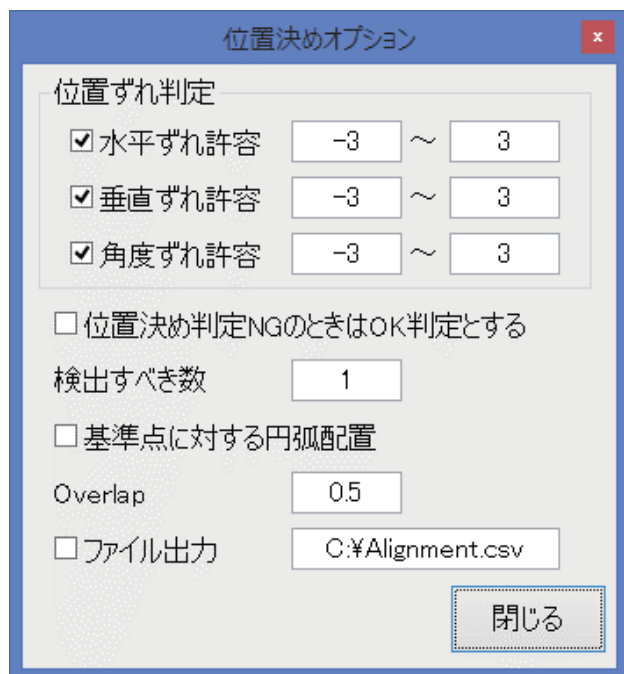 位置決めオプション
x
位置ずれ判定
水平ずれ許容 -3 ～ 3
垂直ずれ許容 -3 ～ 3
角度ずれ許容 -3 ～ 3
位置決め判定NGのときはOK判定とする
検出すべき数 1
基準点に対する円弧配置
Overlap 0.5
ファイル出力 C:¥Alignment.csv
閉じる